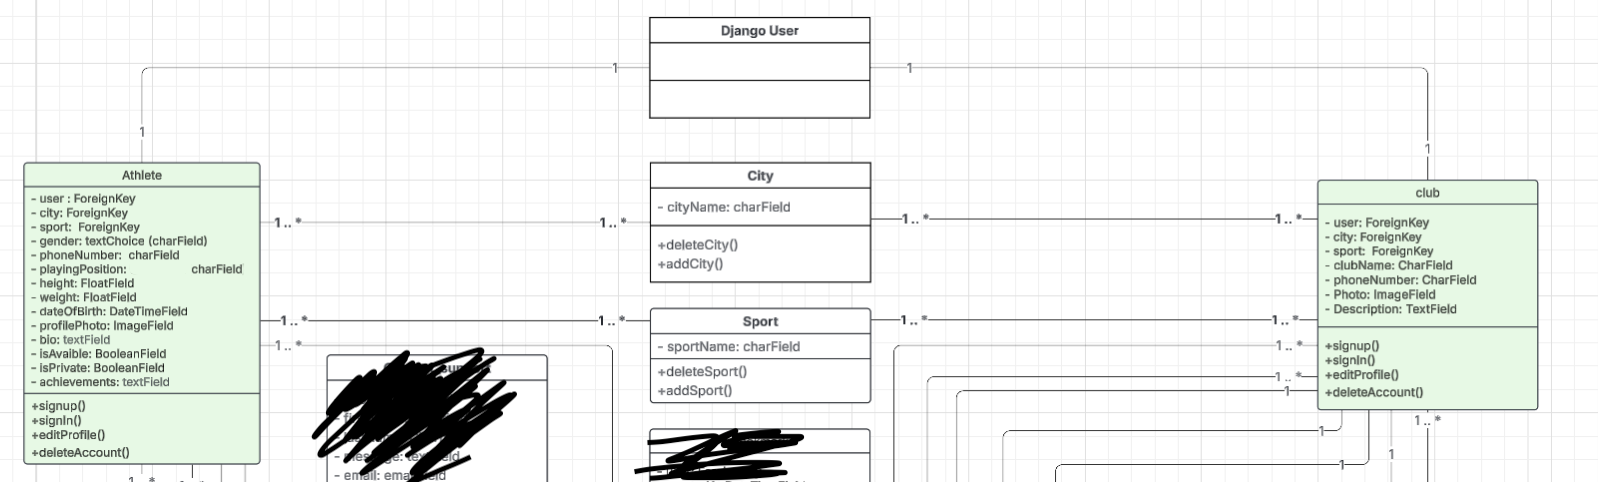 Django User
1
1
1
1
Athlete
- user : ForeignKey
- city: ForeignKey
- sport: ForeignKey
- gender: textChoice (charField)
- phoneNumber: charField
- playingPosition: charField
- height: FloatField
- weight: FloatField
- dateOfBirth: DateTimeField
- profilePhoto: ImageField
- bio: textField
- isAvaible: BooleanField
- isPrivate: BooleanField
- achievements: textField
+signup()
+signIn()
+editProfile()
+deleteAccount()
1..*
1..*
1..*
1..*
1..*
City
- cityName: charField
+deleteCity()
+addCity()
Sport
- sportName: charField
+deleteSport()
+addSport()
1..*
1..*
1..*
1..*
club
- user: ForeignKey
- city: ForeignKey
- sport: ForeignKey
- clubName: CharField
- phoneNumber: CharField
- Photo: ImageField
- Description: TextField
+signup()
+signIn()
+editProfile()
+deleteAccount()
1..*
1..*
1
1
1
1
1..*
- email: